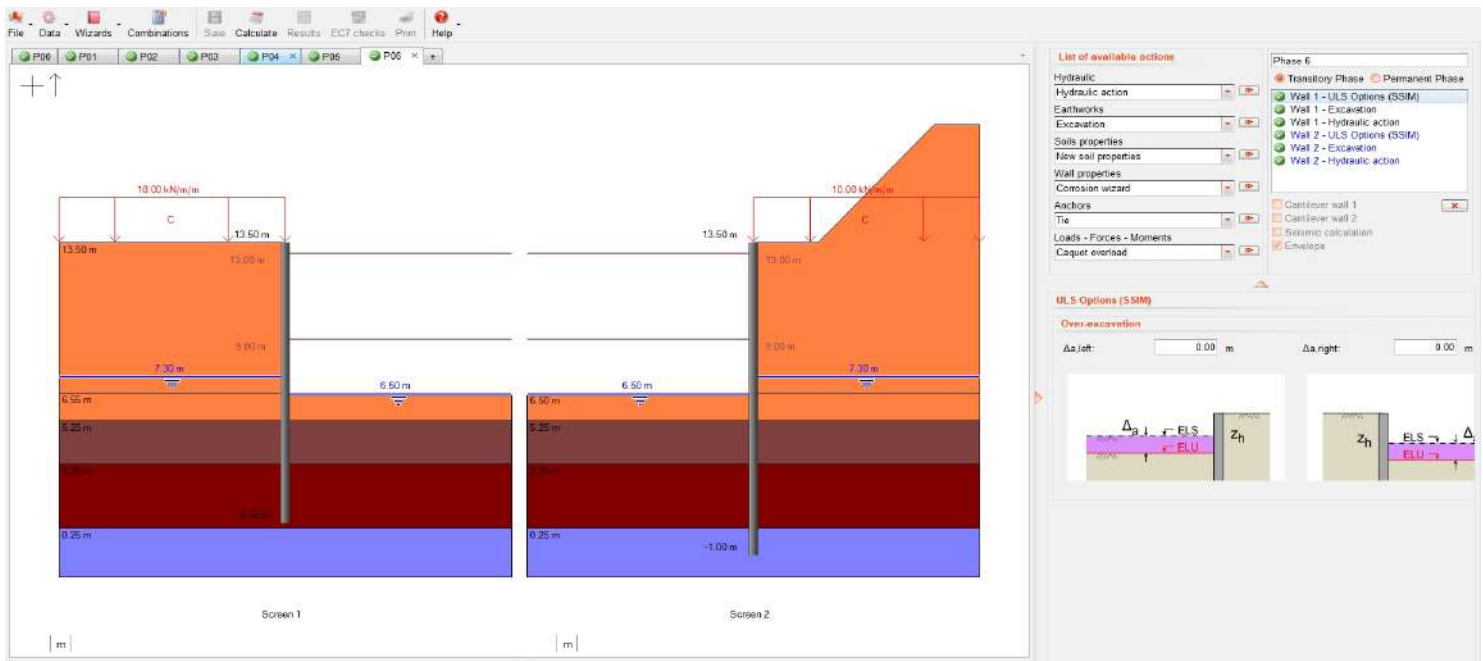 File Data Wizards Combinations Save Calculate Results EC7 checks Print Help
P00 P01 P02 P03 P04 × P05 P06 × +
10.00 kN/m/m
C
13.50 m
13.50 m
13.00 m
9.00 m
7.30 m
6.50 m
6.55 m
5.25 m
0.25 m
Screen 1
m
10.00 kN/m/m
C
13.50 m
13.00 m
9.00 m
7.30 m
6.50 m
6.50 m
5.25 m
0.25 m
-1.00 m
Screen 2
m
List of available actions
Hydraulic
Hydraulic action
Earthworks
Excavation
Soils properties
New soil properties
Wall properties
Corrosion wizard
Anchors
Tie
Loads - Forces - Moments
Caquot overload
Phase 6
Transitory Phase Permanent Phase
Wall 1 - ULS Options (SSIM)
Wall 1 - Excavation
Wall 1 - Hydraulic action
Wall 2 - ULS Options (SSIM)
Wall 2 - Excavation
Wall 2 - Hydraulic action
Cantilever wall 1
Cantilever wall 2
Seismic calculation
Envelope
ULS Options (SSIM)
Over-excavation
Δa,left: 0.00 m Δa,right: 0.00 m
Δa ELS
ELU
zh
zh
ELS Δ
ELU